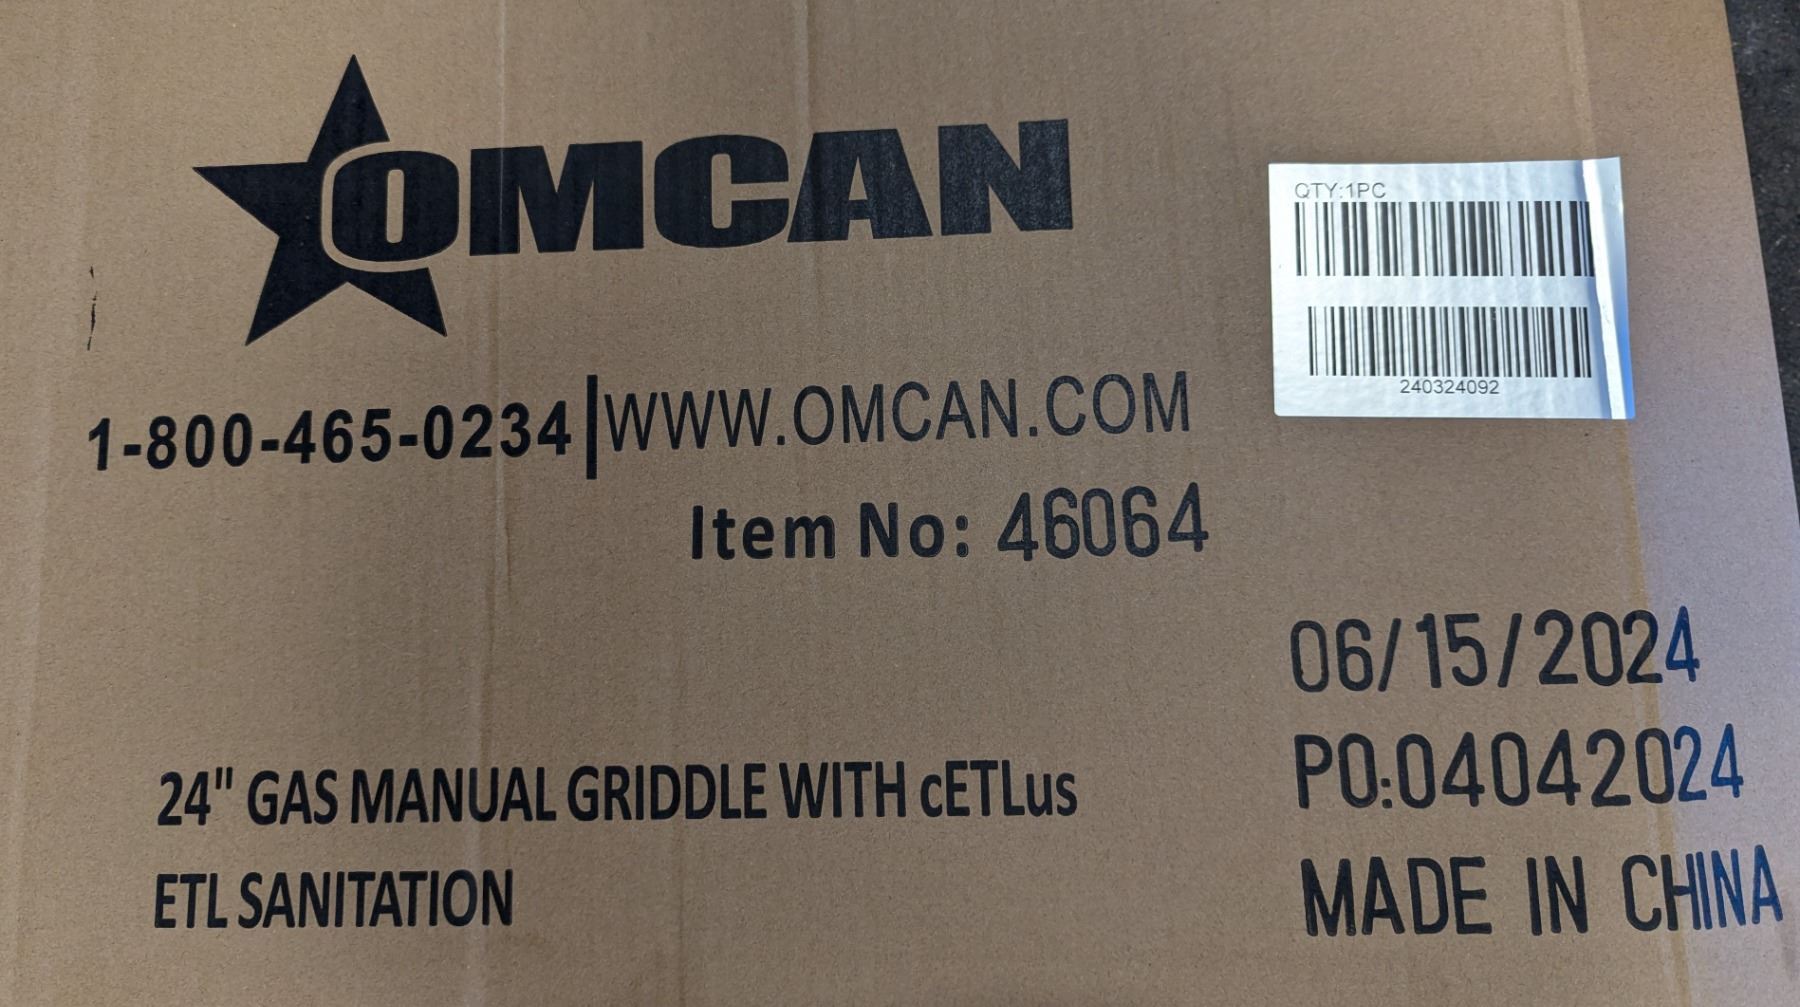 OMCAN
1-800-465-0234|WWW.OMCAN.COM
Item No: 46064
QTY:1PC
240324092
06/15/2024
PO:04042024
MADE IN CHINA
24" GAS MANUAL GRIDDLE WITH cETLus
ETL SANITATION